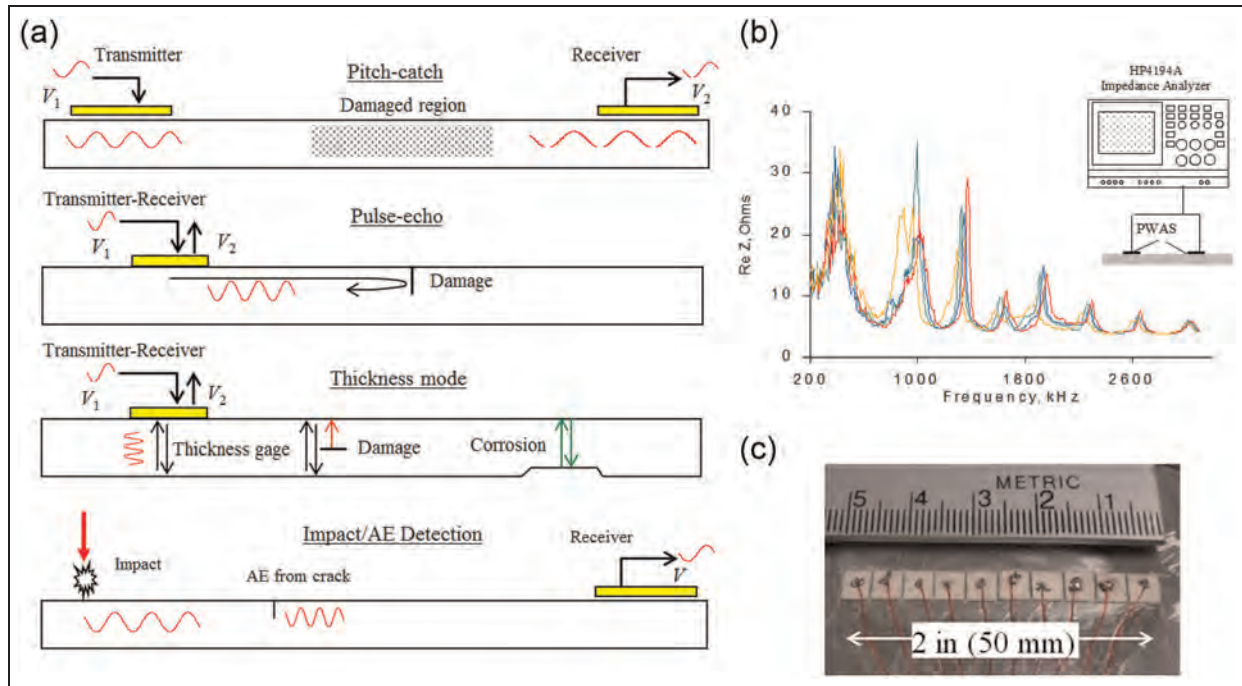 (a)
Transmitter
Receiver
V1
Pitch-catch
V2
Damaged region
Transmitter-Receiver
Pulse-echo
V1
V2
Damage
Transmitter-Receiver
Thickness mode
V1
V2
Thickness gage
Damage
Corrosion
Impact/AE Detection
Receiver
Impact
V
AE from crack
(b)
HP4194A
Impedance Analyzer
PWAS
40
30
20
10
0
Re Z, Ohms
200
1000
1800
2600
Frequency, kHz
(c)
METRIC
5 4 3 2 1
2 in (50 mm)